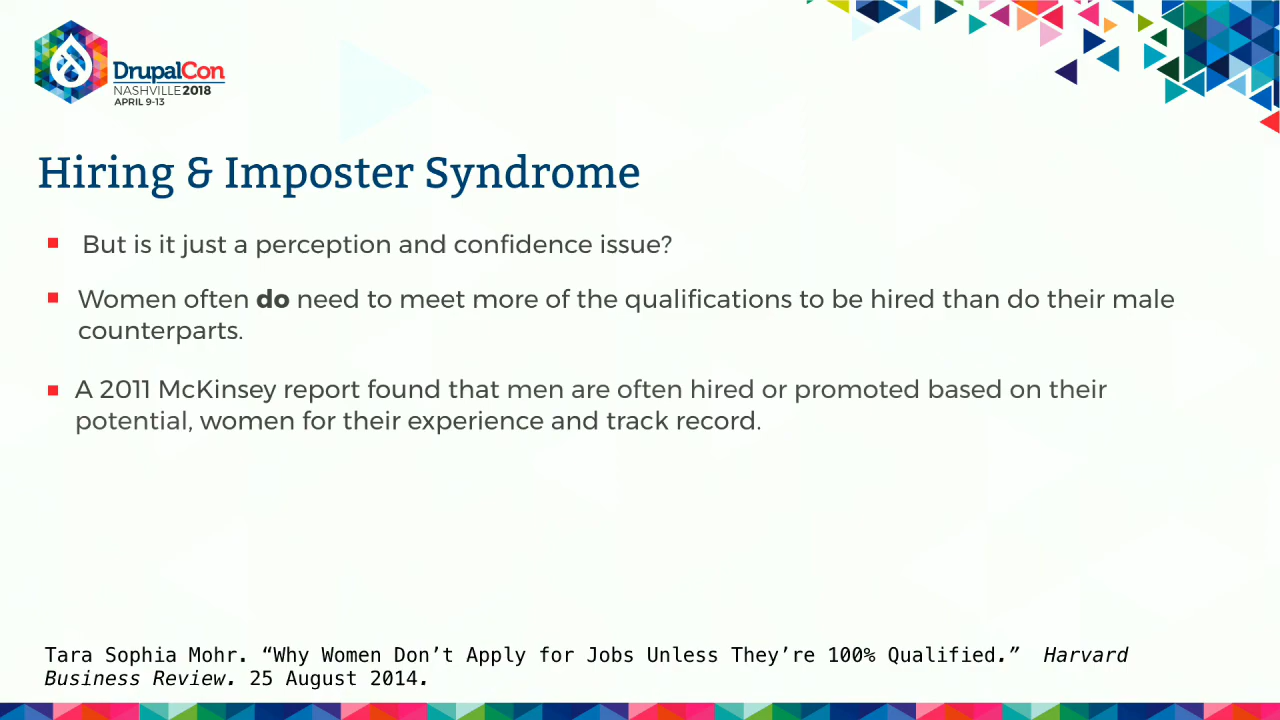 DrupalCon
NASHVILLE 2018
APRIL 9-13
Hiring & Imposter Syndrome
But is it just a perception and confidence issue?
Women often do need to meet more of the qualifications to be hired than do their male
counterparts.
A 2011 McKinsey report found that men are often hired or promoted based on their
potential, women for their experience and track record.
Tara Sophia Mohr. “Why Women Don’t Apply for Jobs Unless They’re 100% Qualified.” Harvard
Business Review. 25 August 2014.